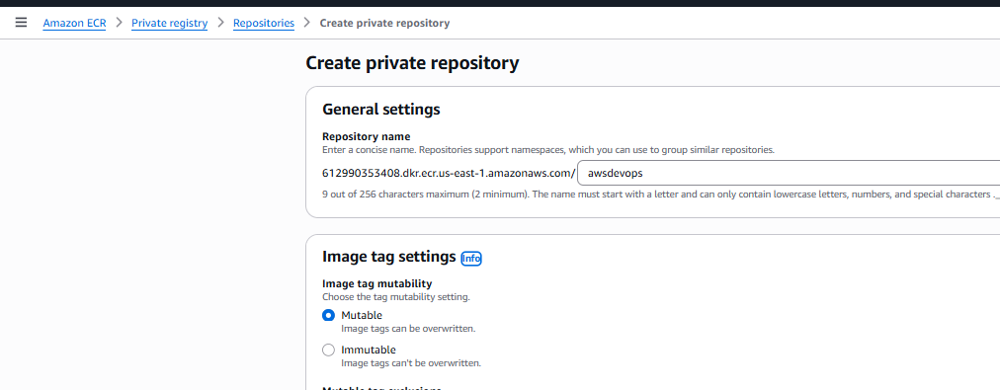 Amazon ECR > Private registry > Repositories > Create private repository
Create private repository
General settings
Repository name
Enter a concise name. Repositories support namespaces, which you can use to group similar repositories.
612990353408.dkr.ecr.us-east-1.amazonaws.com/ awsdevops
9 out of 256 characters maximum (2 minimum). The name must start with a letter and can only contain lowercase letters, numbers, and special characters ._
Image tag settings Info
Image tag mutability
Choose the tag mutability setting.
Mutable
Image tags can be overwritten.
Immutable
Image tags can't be overwritten.
Mutable tag exclusions